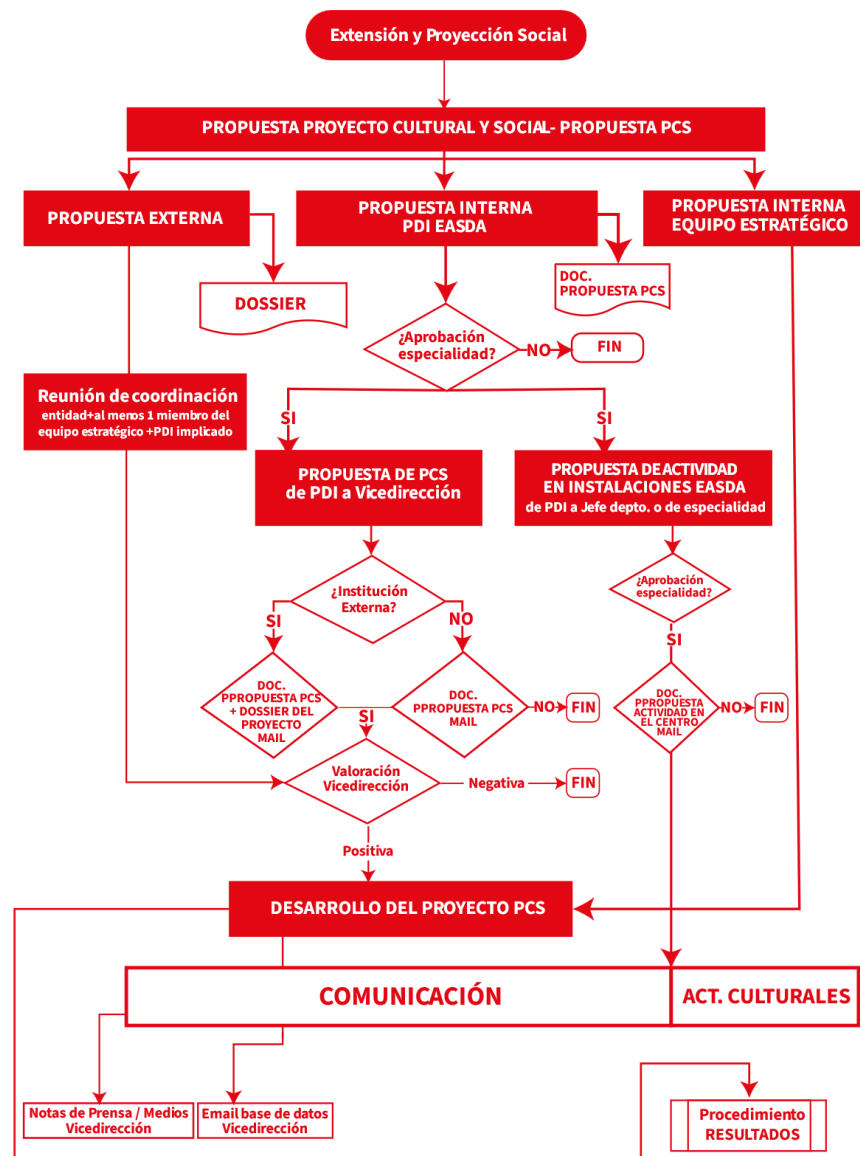 Extensión y Proyección Social
PROPUESTA PROYECTO CULTURAL Y SOCIAL- PROPUESTA PCS
PROPUESTA EXTERNA
PROPUESTA INTERNA
PDI EASDA
PROPUESTA INTERNA
EQUIPO ESTRATÉGICO
DOSSIER
DOC.
PROPUESTA PCS
¿Aprobación
especialidad?
NO
FIN
Reunión de coordinación
entidad+al menos 1 miembro del
equipo estratégico +PDI implicado
SI
SI
PROPUESTA DE PCS
de PDI a Vicedirección
PROPUESTA DE ACTIVIDAD
EN INSTALACIONES EASDA
de PDI a Jefe depto. o de especialidad
¿Institución
Externa?
¿Aprobación
especialidad?
SI
NO
SI
DOC.
PPROPUESTA PCS
+ DOSSIER DEL
PROYECTO
MAIL
SI
DOC.
PPROPUESTA PCS
MAIL
NO
FIN
DOC.
PPROPUESTA
ACTIVIDAD EN
EL CENTRO
MAIL
NO
FIN
Valoración
Vicedirección
Negativa
FIN
Positiva
DESARROLLO DEL PROYECTO PCS
COMUNICACIÓN
ACT. CULTURALES
Notas de Prensa / Medios
Vicedirección
Email base de datos
Vicedirección
Procedimiento
RESULTADOS